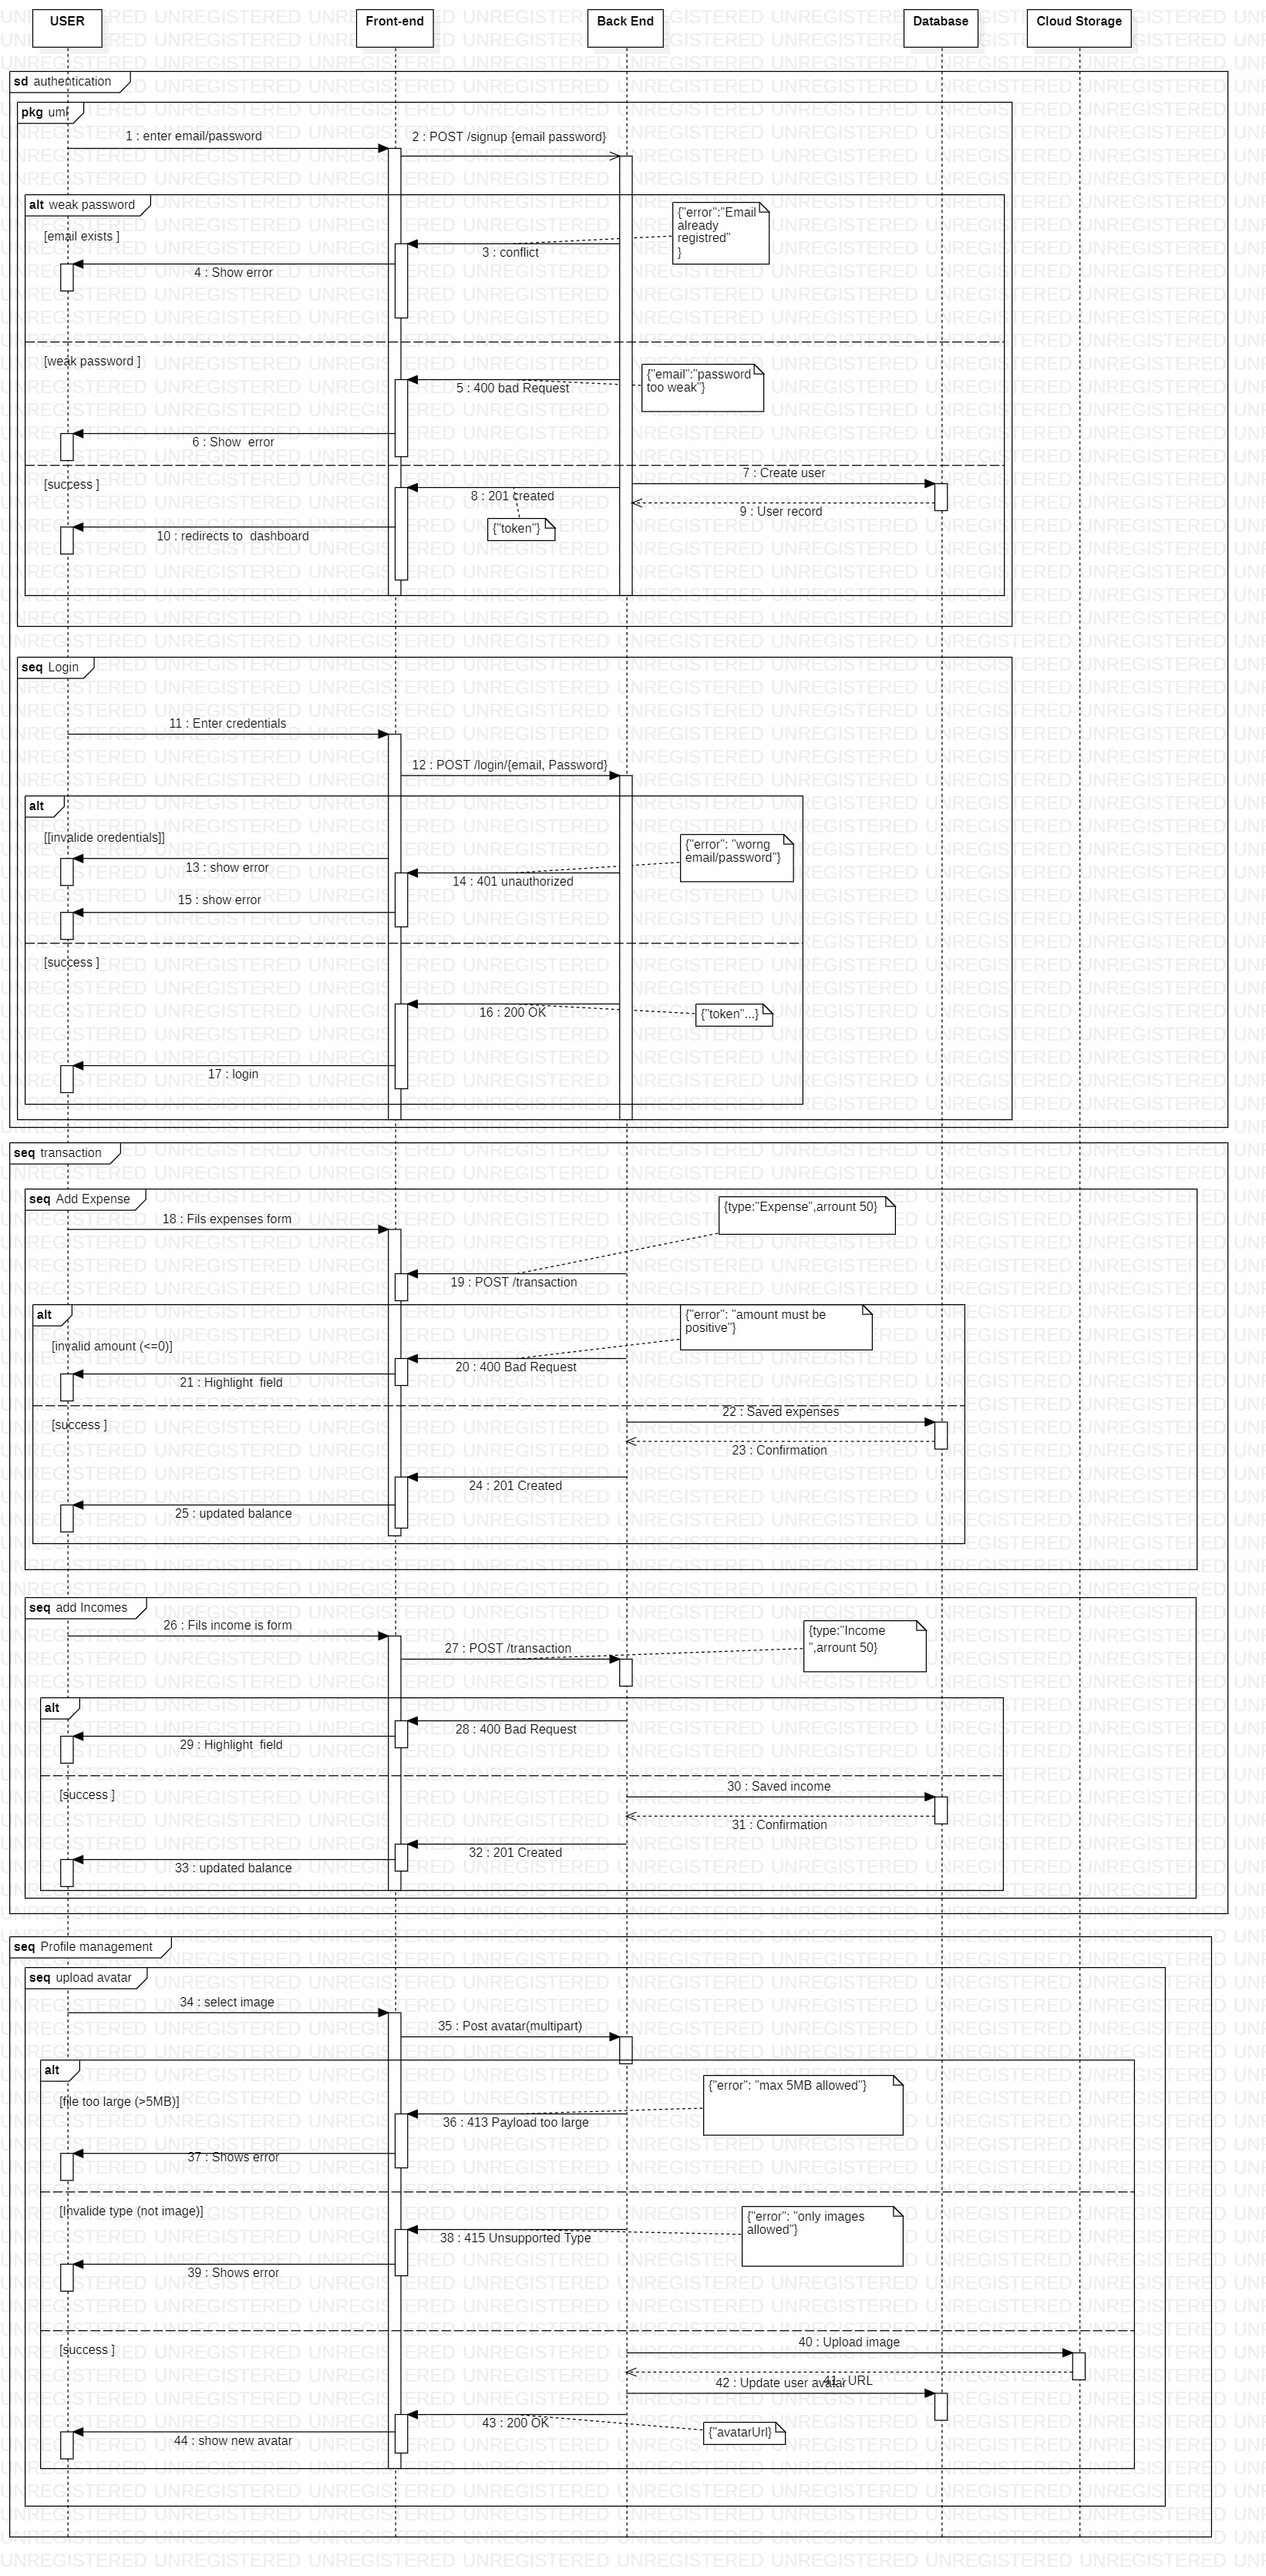 USER Front-end Back End Database Cloud Storage
sd authentication
pkg uml
1 : enter email/password
2 : POST /signup {email password}
alt weak password
[email exists ]
{"error":"Email
already
registred"
}
3 : conflict
4 : Show error
[weak password ]
{"email":"password
too weak"}
5 : 400 bad Request
6 : Show  error
[success ]
7 : Create user
8 : 201 created
9 : User record
{"token"}
10 : redirects to  dashboard
seq Login
11 : Enter credentials
12 : POST /login/{email, Password}
alt
[[invalide oredentials]]
{"error": "worng
email/password"}
13 : show error
14 : 401 unauthorized
15 : show error
[success ]
16 : 200 OK
{"token"...}
17 : login
seq transaction
seq Add Expense
{type:"Expense",arrount 50}
18 : Fils expenses form
19 : POST /transaction
alt
{"error": "amount must be
positive"}
[invalid amount (<=0)]
20 : 400 Bad Request
21 : Highlight  field
22 : Saved expenses
[success ]
23 : Confirmation
24 : 201 Created
25 : updated balance
seq add Incomes
26 : Fils income is form
{type:"Income
",arrount 50}
27 : POST /transaction
alt
28 : 400 Bad Request
29 : Highlight  field
30 : Saved income
[success ]
31 : Confirmation
32 : 201 Created
33 : updated balance
seq Profile management
seq upload avatar
34 : select image
35 : Post avatar(multipart)
alt
{"error": "max 5MB allowed"}
[file too large (>5MB)]
36 : 413 Payload too large
37 : Shows error
[Invalide type (not image)]
{"error": "only images
allowed"}
38 : 415 Unsupported Type
39 : Shows error
40 : Upload image
[success ]
41 : URL
42 : Update user avatar
43 : 200 OK
{"avatarUrl}
44 : show new avatar
UNREGISTERED